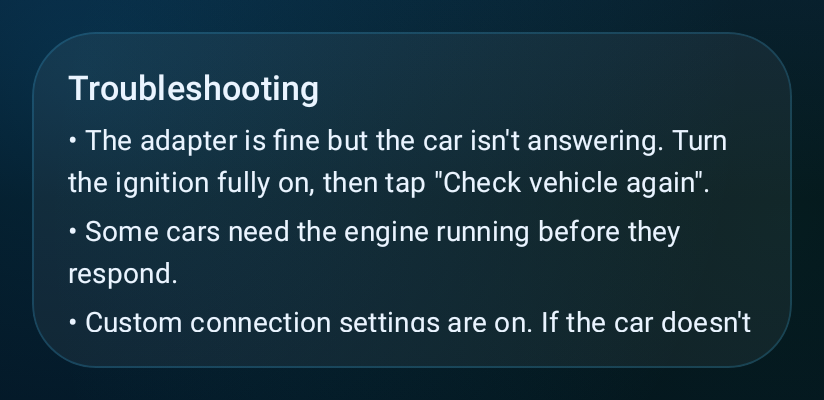 Troubleshooting
• The adapter is fine but the car isn't answering. Turn
the ignition fully on, then tap "Check vehicle again".
• Some cars need the engine running before they
respond.
• Custom connection settings are on. If the car doesn't